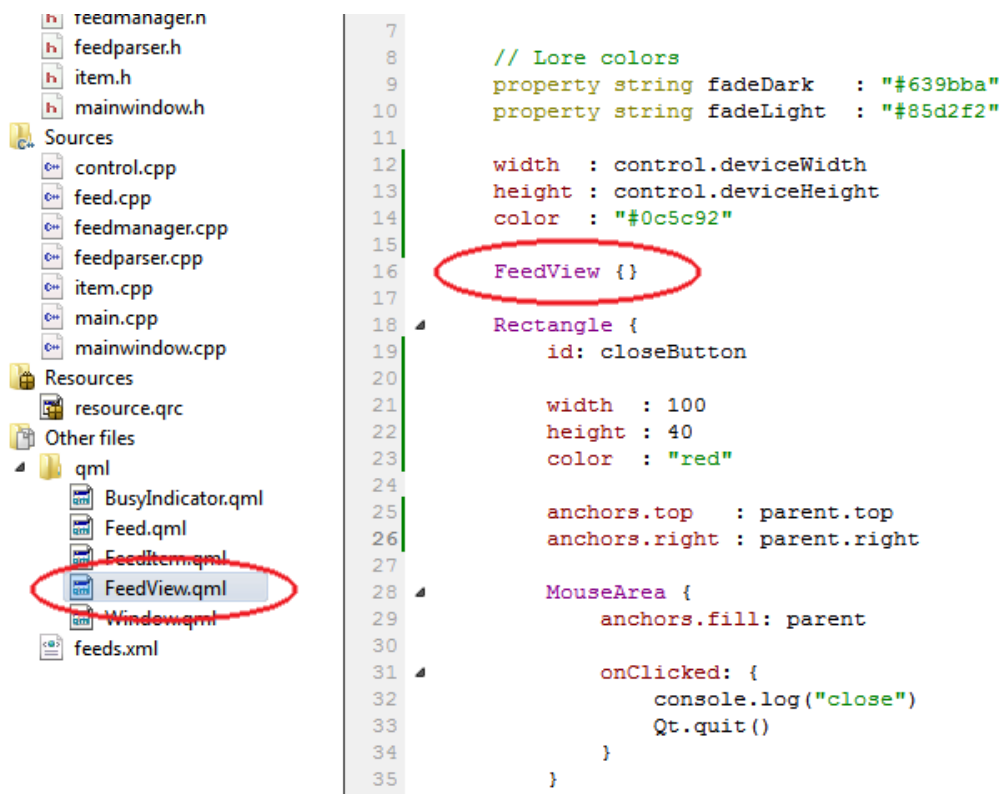 feedmanager.h
feedparser.h
item.h
mainwindow.h
Sources
control.cpp
feed.cpp
feedmanager.cpp
feedparser.cpp
item.cpp
main.cpp
mainwindow.cpp
Resources
resource.qrc
Other files
qml
BusyIndicator.qml
Feed.qml
FeedItem.qml
FeedView.qml
Window.qml
feeds.xml
7
8 // Lore colors
9 property string fadeDark : "#639bba"
10 property string fadeLight : "#85d2f2"
11
12 width : control.deviceWidth
13 height : control.deviceHeight
14 color : "#0c5c92"
15
16 FeedView {}
17
18 Rectangle {
19 id: closeButton
20
21 width : 100
22 height : 40
23 color : "red"
24
25 anchors.top : parent.top
26 anchors.right : parent.right
27
28 MouseArea {
29 anchors.fill: parent
30
31 onClicked: {
32 console.log("close")
33 Qt.quit()
34 }
35 }